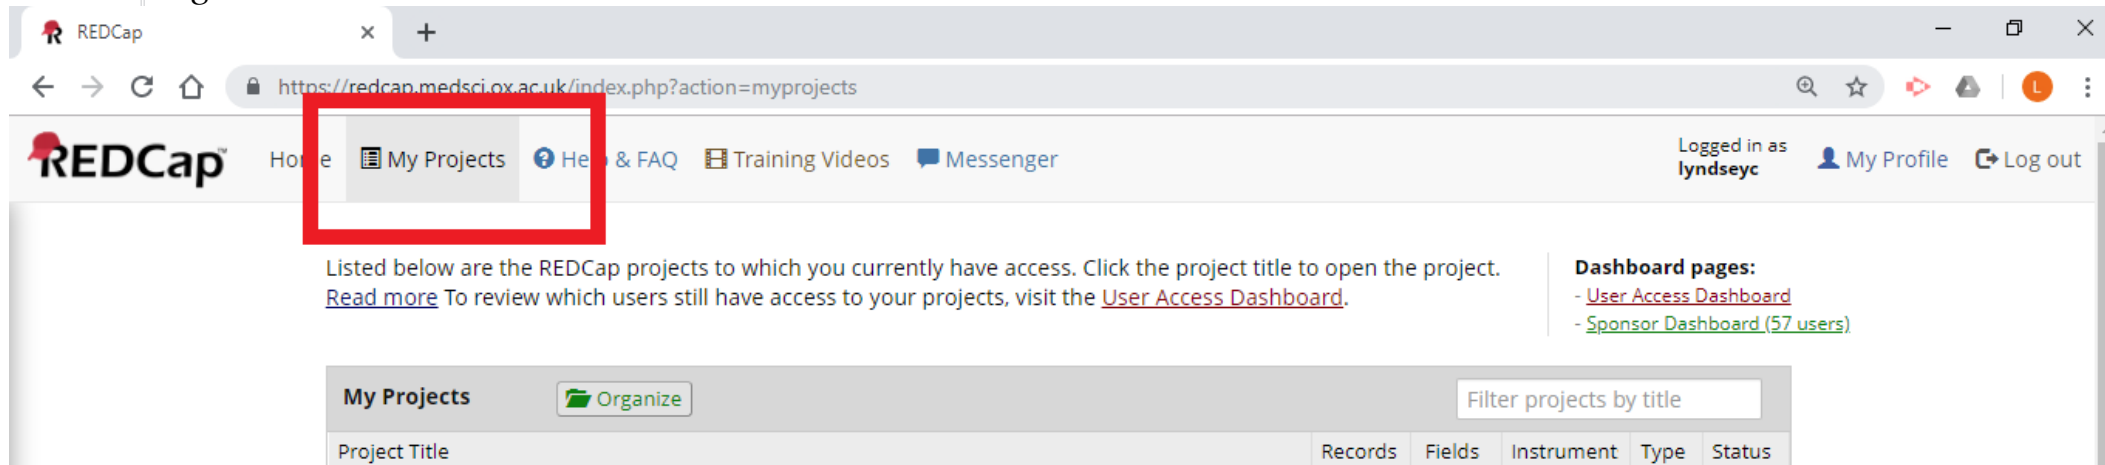 REDCap
https://redcap.medsci.ox.ac.uk/index.php?action=myprojects
L
REDCap™ Home My Projects Help & FAQ Training Videos Messenger
Logged in as
lyndseyc
My Profile Log out
Listed below are the REDCap projects to which you currently have access. Click the project title to open the project.
Read more To review which users still have access to your projects, visit the User Access Dashboard.
Dashboard pages:
- User Access Dashboard
- Sponsor Dashboard (57 users)
My Projects Organize Filter projects by title
Project Title Records Fields Instrument Type Status